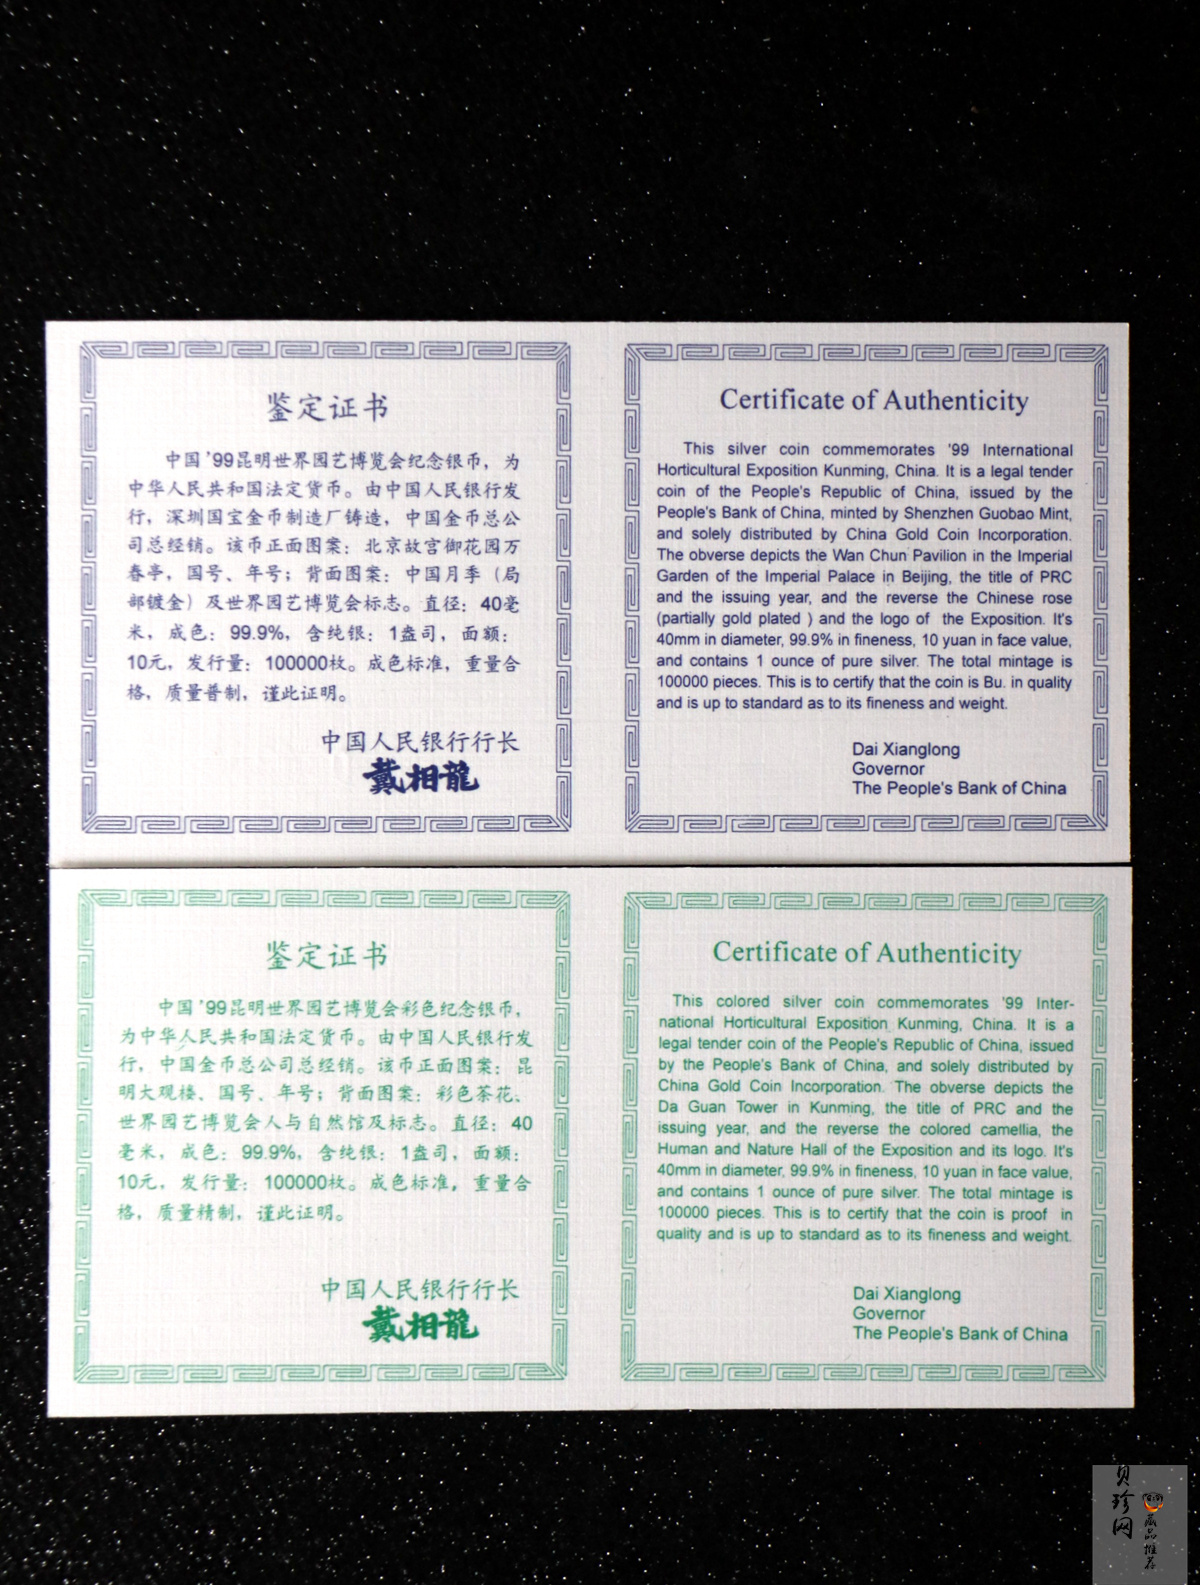 鉴定证书
中国'99昆明世界园艺博览会纪念银币，为
中华人民共和国法定货币。由中国人民银行发
行，深圳国宝金币制造厂铸造，中国金币总公
司总经销。该币正面图案：北京故宫御花园万
春亭，国号、年号；背面图案：中国月季（局
部镀金）及世界园艺博览会标志。直径：40毫
米，成色：99.9%，含纯银：1盎司，面额：
10元，发行量：100000枚。成色标准，重量合
格，质量普制，谨此证明。
中国人民银行行长
戴相龍
Certificate of Authenticity
This silver coin commemorates '99 International
Horticultural Exposition Kunming, China. It is a legal tender
coin of the People's Republic of China, issued by the
People's Bank of China, minted by Shenzhen Guobao Mint,
and solely distributed by China Gold Coin Incorporation.
The obverse depicts the Wan Chun Pavilion in the Imperial
Garden of the Imperial Palace in Beijing, the title of PRC
and the issuing year, and the reverse the Chinese rose
(partially gold plated ) and the logo of the Exposition. It's
40mm in diameter, 99.9% in fineness, 10 yuan in face value,
and contains 1 ounce of pure silver. The total mintage is
100000 pieces. This is to certify that the coin is Bu. in quality
and is up to standard as to its fineness and weight.
Dai Xianglong
Governor
The People's Bank of China
鉴定证书
中国'99昆明世界园艺博览会彩色纪念银币，
为中华人民共和国法定货币。由中国人民银行发
行，中国金币总公司总经销。该币正面图案：昆
明大观楼、国号、年号；背面图案：彩色茶花、
世界园艺博览会人与自然馆及标志。直径：40
毫米，成色：99.9%，含纯银：1盎司，面额：
10元，发行量：100000枚。成色标准，重量合
格，质量精制，谨此证明。
中国人民银行行长
戴相龍
Certificate of Authenticity
This colored silver coin commemorates '99 Inter-
national Horticultural Exposition Kunming, China. It is a
legal tender coin of the People's Republic of China, issued
by the People's Bank of China, and solely distributed by
China Gold Coin Incorporation. The obverse depicts the
Da Guan Tower in Kunming, the title of PRC and the
issuing year, and the reverse the colored camellia, the
Human and Nature Hall of the Exposition and its logo. It's
40mm in diameter, 99.9% in fineness, 10 yuan in face value,
and contains 1 ounce of pure silver. The total mintage is
100000 pieces. This is to certify that the coin is proof in
quality and is up to standard as to its fineness and weight.
Dai Xianglong
Governor
The People's Bank of China
贝珍网
藏品推荐